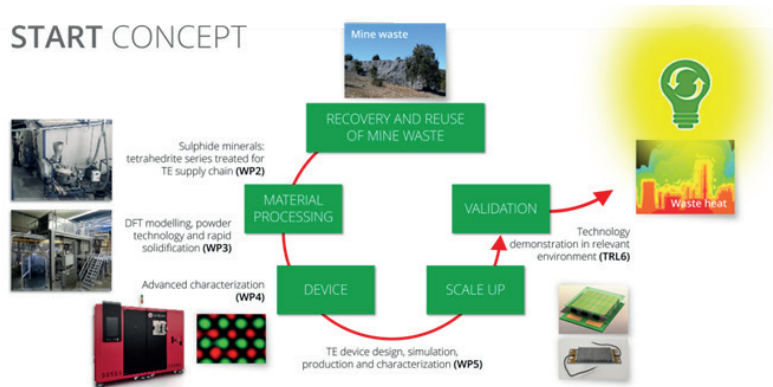 START CONCEPT
Mine waste
RECOVERY AND REUSE
OF MINE WASTE
Sulphide minerals:
tetrahedrite series treated for
TE supply chain (WP2)
MATERIAL
PROCESSING
DFT modelling, powder
technology and rapid
solidification (WP3)
Advanced characterization
(WP4)
DEVICE
TE device design, simulation,
production and characterization (WP5)
SCALE UP
VALIDATION
Technology
demonstration in relevant
environment (TRL6)
Waste heat